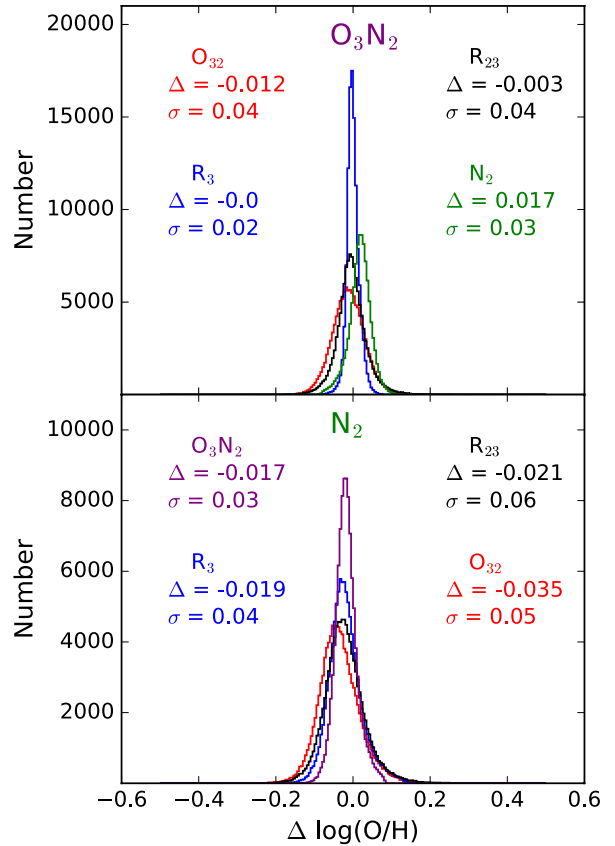 20000
15000
10000
5000
Number
O3N2
O32
Δ = -0.012
σ = 0.04
R23
Δ = -0.003
σ = 0.04
R3
Δ = -0.0
σ = 0.02
N2
Δ = 0.017
σ = 0.03
10000
8000
6000
4000
2000
Number
N2
O3N2
Δ = -0.017
σ = 0.03
R23
Δ = -0.021
σ = 0.06
R3
Δ = -0.019
σ = 0.04
O32
Δ = -0.035
σ = 0.05
−0.6 −0.4 −0.2 0.0 0.2 0.4 0.6
Δ log(O/H)